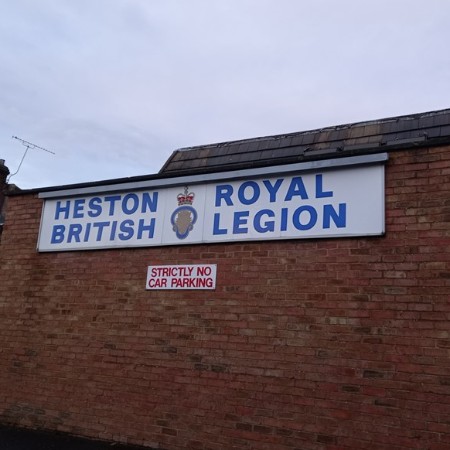 HESTON ROYAL
BRITISH LEGION
STRICTLY NO
CAR PARKING